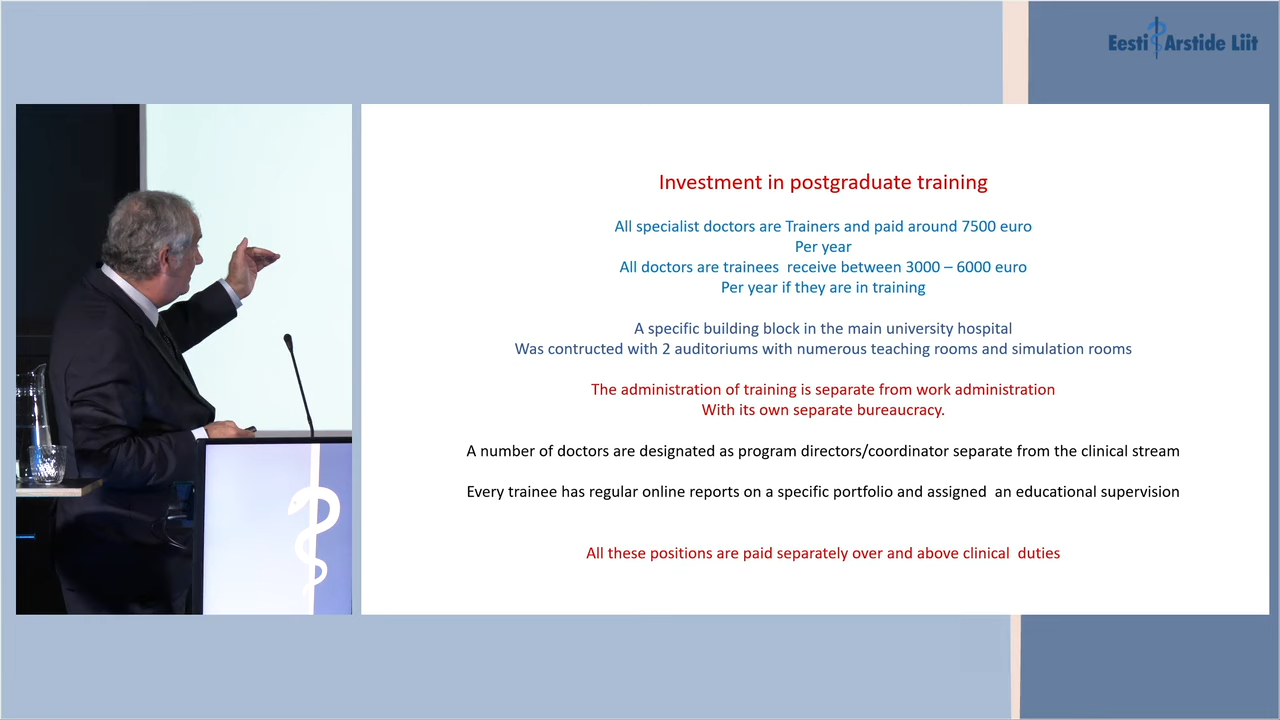 Eesti Arstide Liit
Investment in postgraduate training
All specialist doctors are Trainers and paid around 7500 euro
Per year
All doctors are trainees receive between 3000 – 6000 euro
Per year if they are in training
A specific building block in the main university hospital
Was contructed with 2 auditoriums with numerous teaching rooms and simulation rooms
The administration of training is separate from work administration
With its own separate bureaucracy.
A number of doctors are designated as program directors/coordinator separate from the clinical stream
Every trainee has regular online reports on a specific portfolio and assigned an educational supervision
All these positions are paid separately over and above clinical duties